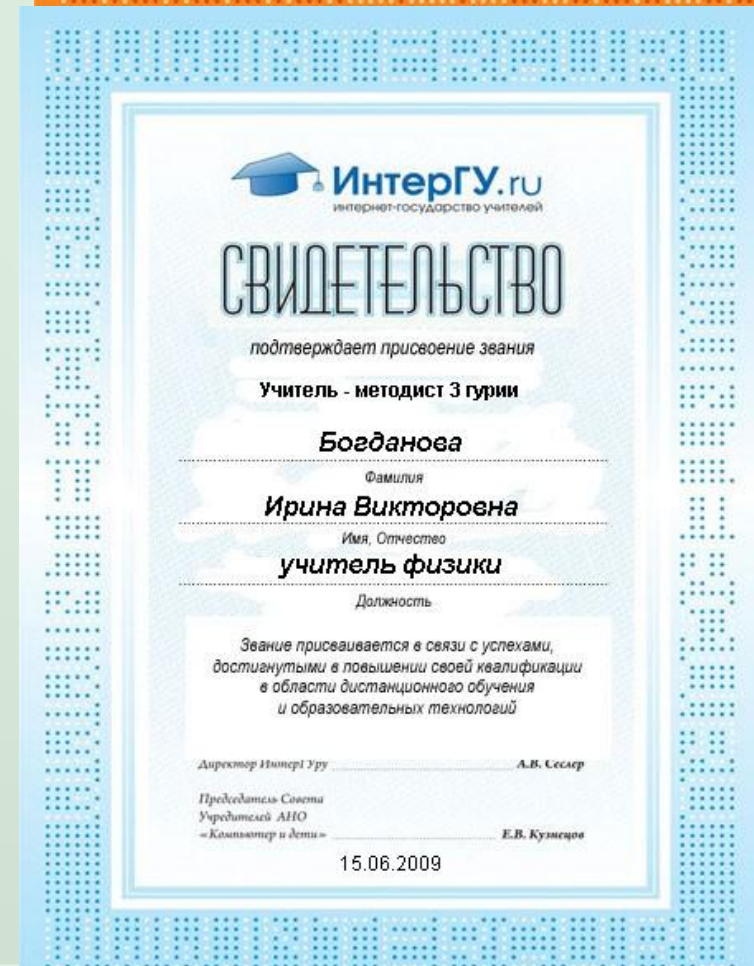 ИнтерГУ.ru
интернет-государство учителей
СВИДЕТЕЛЬСТВО
подтверждает присвоение звания
Учитель - методист 3 гурии
Богданова
Фамилия
Ирина Викторовна
Имя, Отчество
учитель физики
Должность
Звание присваивается в связи с успехами,
достигнутыми в повышении своей квалификации
в области дистанционного обучения
и образовательных технологий
Директор ИнтерГУру А.В. Сеслер
Председатель Совета
Учредителей АНО
«Компьютер и дети» Е.В. Кузнецов
15.06.2009